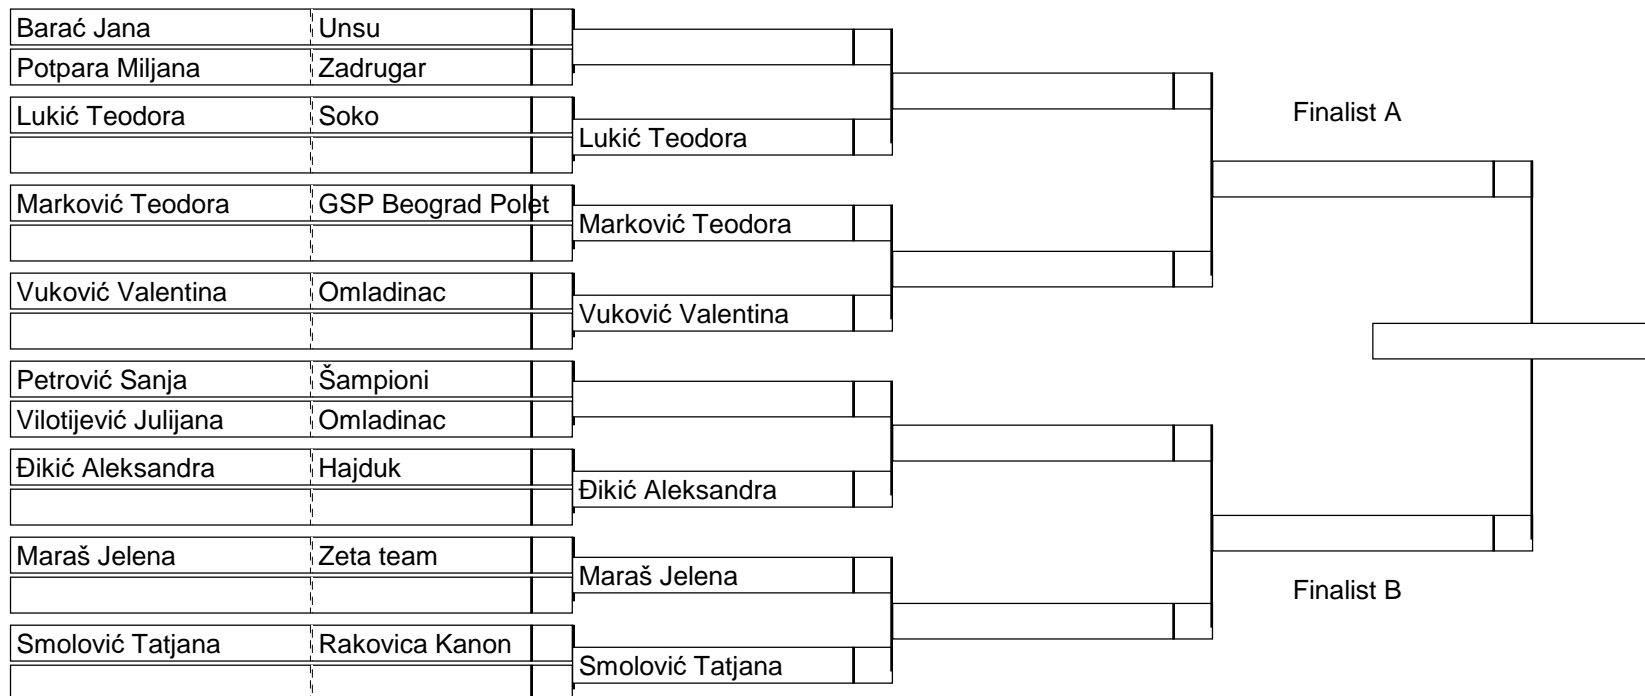 Barać Jana Unsu
Potpara Miljana Zadrugar
Lukić Teodora Soko
Lukić Teodora
Marković Teodora GSP Beograd Polet
Marković Teodora
Vuković Valentina Omladinac
Vuković Valentina
Petrović Sanja Šampioni
Vilotijević Julijana Omladinac
Đikić Aleksandra Hajduk
Đikić Aleksandra
Maraš Jelena Zeta team
Maraš Jelena
Smolović Tatjana Rakovica Kanon
Smolović Tatjana
Finalist A
Finalist B